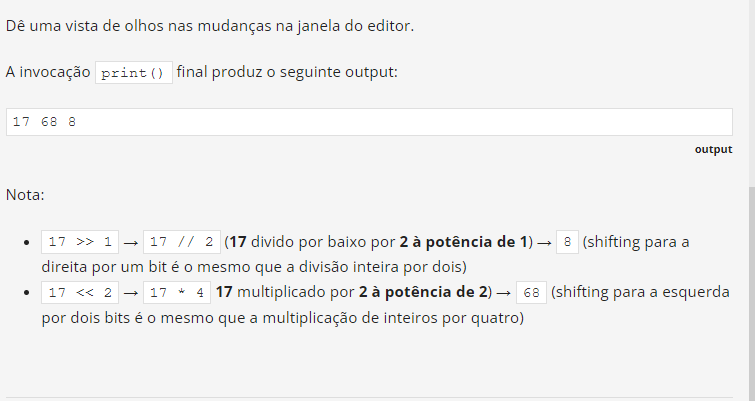 Dê uma vista de olhos nas mudanças na janela do editor.
A invocação print() final produz o seguinte output:
17 68 8
output
Nota:
• 17 >> 1 → 17 // 2 (17 divido por baixo por 2 à potência de 1) → 8 (shifting para a
direita por um bit é o mesmo que a divisão inteira por dois)
• 17 << 2 → 17 * 4 17 multiplicado por 2 à potência de 2) → 68 (shifting para a esquerda
por dois bits é o mesmo que a multiplicação de inteiros por quatro)